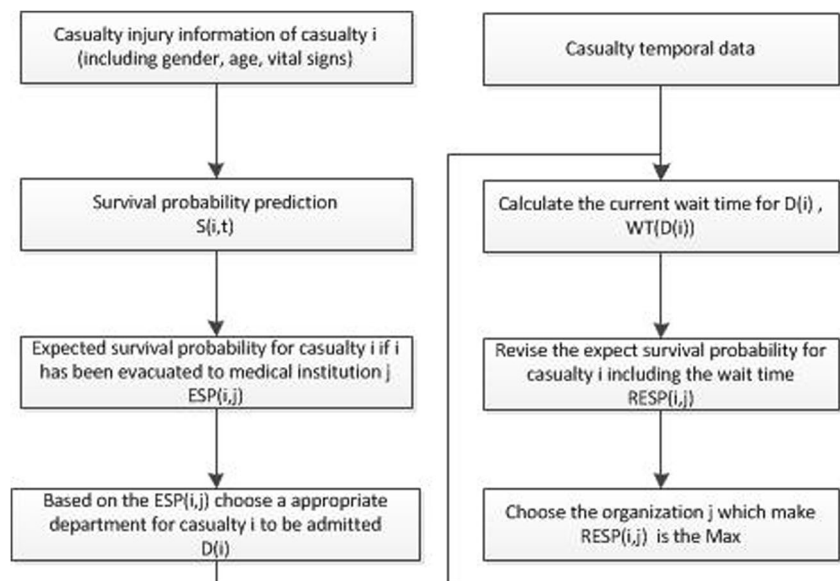 Casualty injury information of casualty i
(including gender, age, vital signs)
Survival probability prediction
S(i,t)
Expected survival probability for casualty i if i
has been evacuated to medical institution j
ESP(i,j)
Based on the ESP(i,j) choose a appropriate
department for casualty i to be admitted
D(i)
Casualty temporal data
Calculate the current wait time for D(i) ,
WT(D(i))
Revise the expect survival probability for
casualty i including the wait time
RESP(i,j)
Choose the organization j which make
RESP(i,j) is the Max